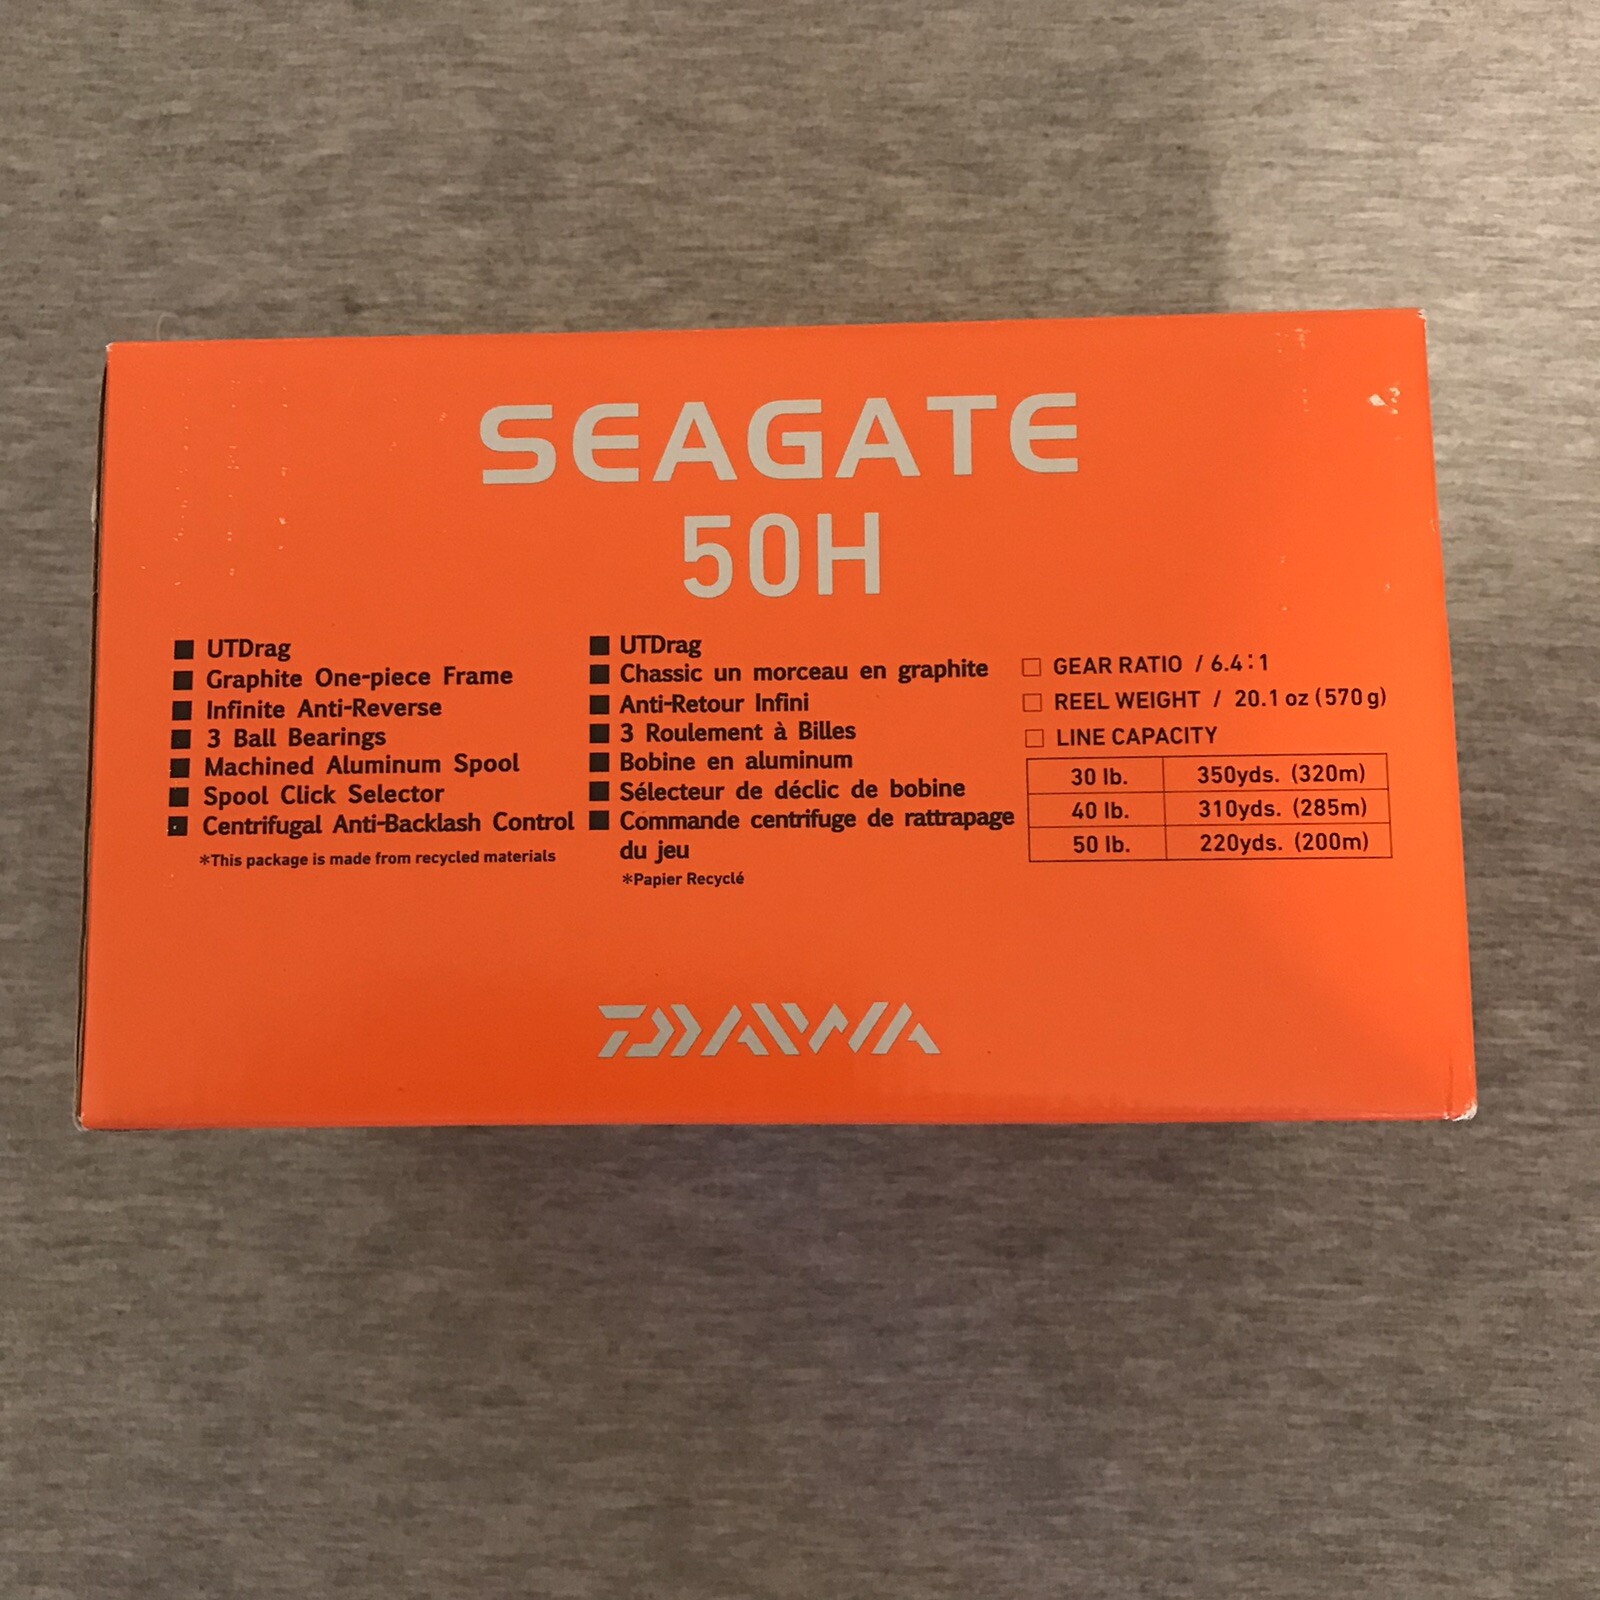 SEAGATE
50H
■ UTDrag
■ Graphite One-piece Frame
■ Infinite Anti-Reverse
■ 3 Ball Bearings
■ Machined Aluminum Spool
■ Spool Click Selector
■ Centrifugal Anti-Backlash Control
*This package is made from recycled materials
■ UTDrag
■ Chassic un morceau en graphite
■ Anti-Retour Infini
■ 3 Roulement à Billes
■ Bobine en aluminum
■ Sélecteur de déclic de bobine
■ Commande centrifuge de rattrapage
du jeu
*Papier Recyclé
□ GEAR RATIO / 6.4:1
□ REEL WEIGHT / 20.1 oz (570 g)
□ LINE CAPACITY
30 lb. 350yds. (320m)
40 lb. 310yds. (285m)
50 lb. 220yds. (200m)
DAIWA